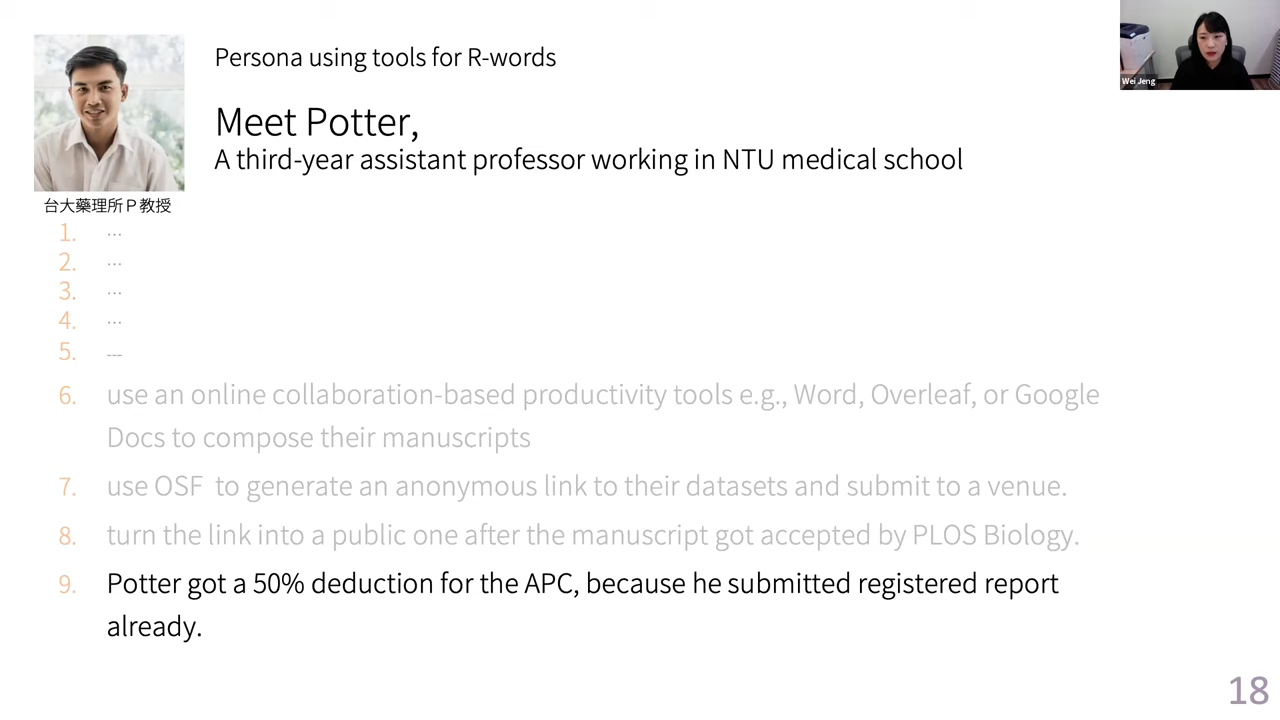 Wei Jeng
Persona using tools for R-words
Meet Potter,
A third-year assistant professor working in NTU medical school
台大藥理所P教授
1. ...
2. ...
3. ...
4. ...
5. ---
6. use an online collaboration-based productivity tools e.g., Word, Overleaf, or Google
Docs to compose their manuscripts
7. use OSF to generate an anonymous link to their datasets and submit to a venue.
8. turn the link into a public one after the manuscript got accepted by PLOS Biology.
9. Potter got a 50% deduction for the APC, because he submitted registered report
already.
18